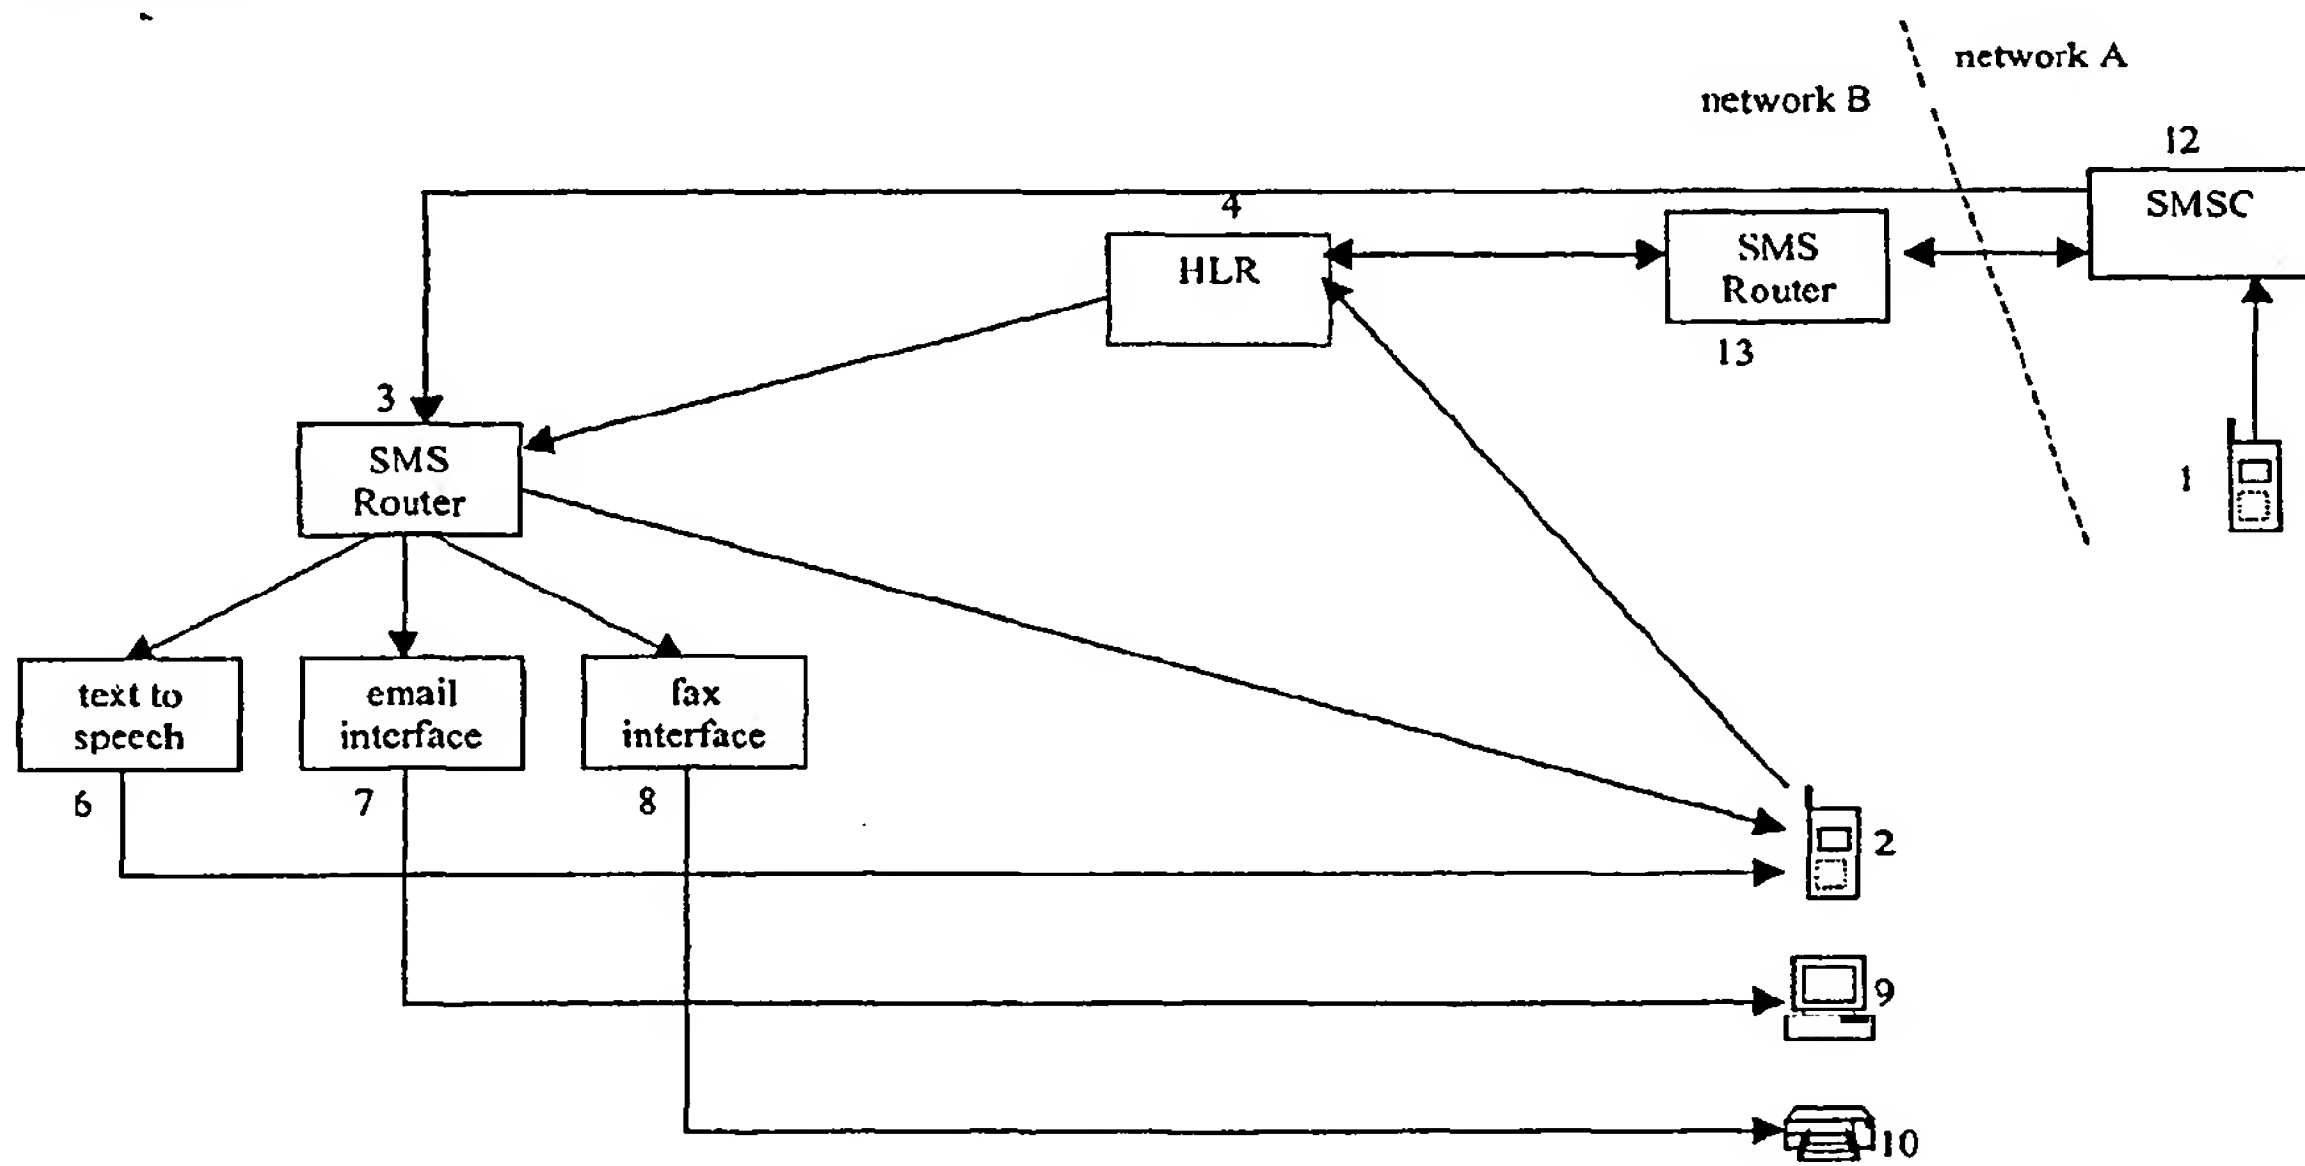 network A
network B
12
SMSC
4
HLR
SMS
Router
13
3
SMS
Router
1
text to
speech
email
interface
fax
interface
6
7
8
2
9
10